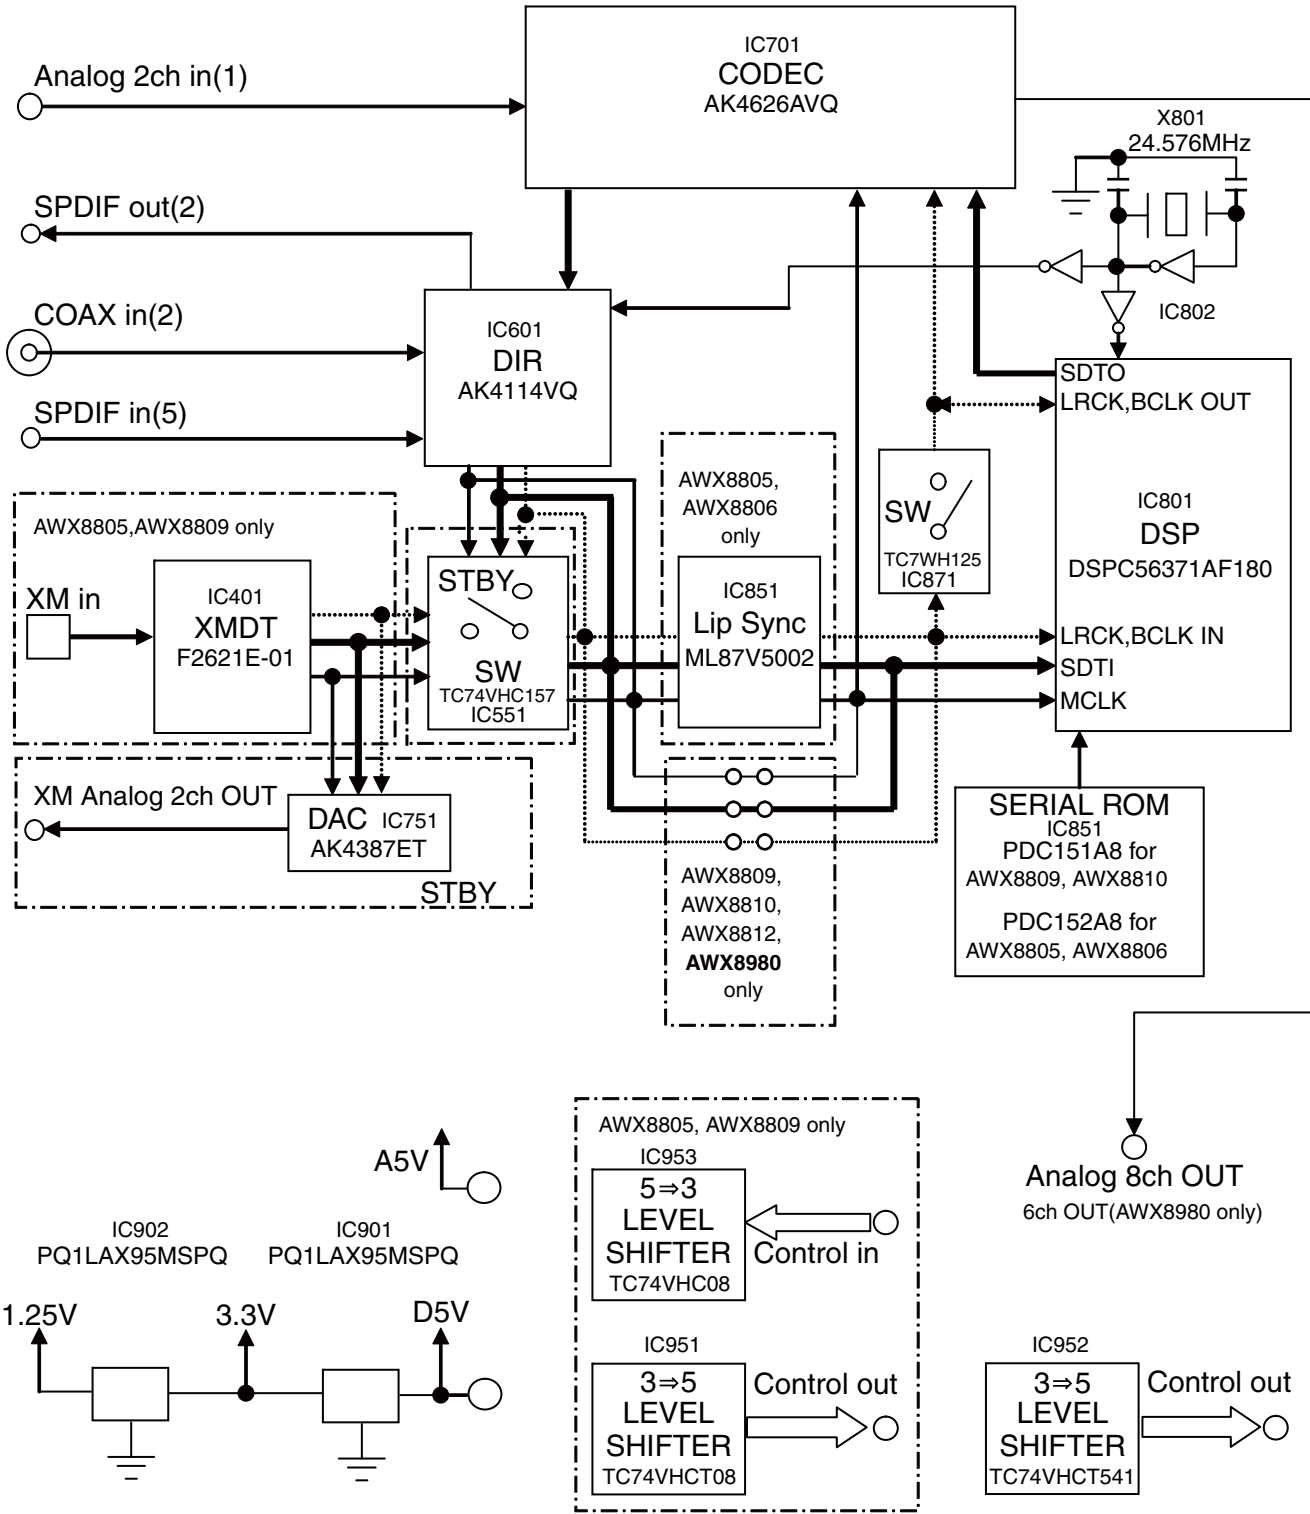 IC701
CODEC
AK4626AVQ
Analog 2ch in(1)
X801
24.576MHz
SPDIF out(2)
COAX in(2)
IC802
IC601
DIR
AK4114VQ
SPDIF in(5)
SDTO
LRCK,BCLK OUT
AWX8805,
AWX8806
only
AWX8805,AWX8809 only
SW
TC7WH125
IC871
IC801
DSP
DSPC56371AF180
XM in
IC401
XMDT
F2621E-01
STBY
SW
TC74VHC157
IC551
IC851
Lip Sync
ML87V5002
LRCK,BCLK IN
SDTI
MCLK
XM Analog 2ch OUT
DAC IC751
AK4387ET
STBY
AWX8809,
AWX8810,
AWX8812,
AWX8980
only
SERIAL ROM
IC851
PDC151A8 for
AWX8809, AWX8810
PDC152A8 for
AWX8805, AWX8806
Analog 8ch OUT
6ch OUT(AWX8980 only)
A5V
IC902
PQ1LAX95MSPQ
IC901
PQ1LAX95MSPQ
1.25V
3.3V
D5V
AWX8805, AWX8809 only
IC953
5⇒3
LEVEL
SHIFTER
TC74VHC08
Control in
IC951
3⇒5
LEVEL
SHIFTER
TC74VHCT08
Control out
IC952
3⇒5
LEVEL
SHIFTER
TC74VHCT541
Control out